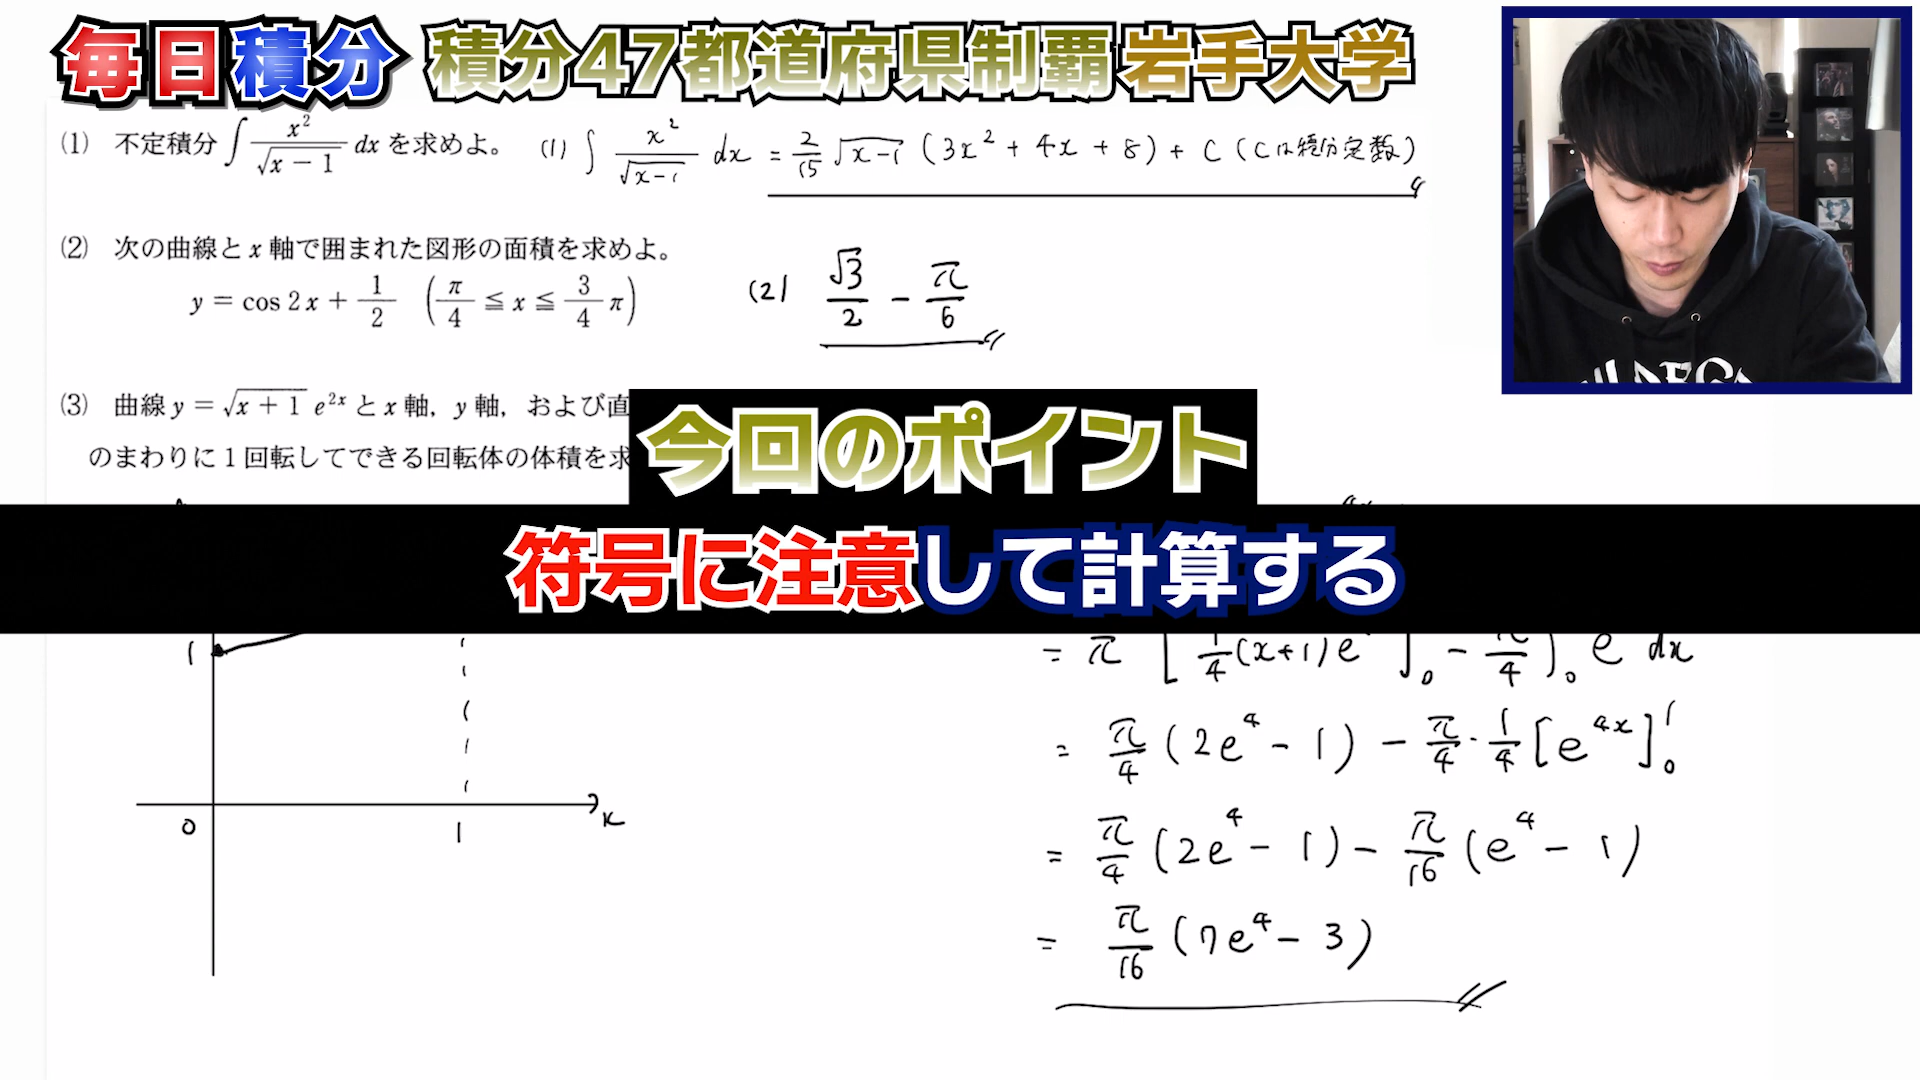 毎日積分 積分47都道府県制覇岩手大学
(1) 不定積分∫ x²/√(x-1) dx を求めよ。 (1) ∫ x²/√(x-1) dx = 2/15 √(x-1) (3x² + 4x + 8) + C (Cは積分定数)
(2) 次の曲線と x 軸で囲まれた図形の面積を求めよ。
y = cos 2x + 1/2 (π/4 ≦ x ≦ 3/4 π) (2) √3/2 - π/6
(3) 曲線 y = √(x + 1) e^{2x} と x 軸, y 軸, および直
のまわりに1回転してできる回転体の体積を求
今回のポイント
符号に注意して計算する
1
0 1 x
= π [ 1/4 (x+1) e ]₀ - π/4 ∫₀ e dx
= π/4 (2e⁴ - 1) - π/4 · 1/4 [e^{4x}]₀¹
= π/4 (2e⁴ - 1) - π/16 (e⁴ - 1)
= π/16 (7e⁴ - 3)